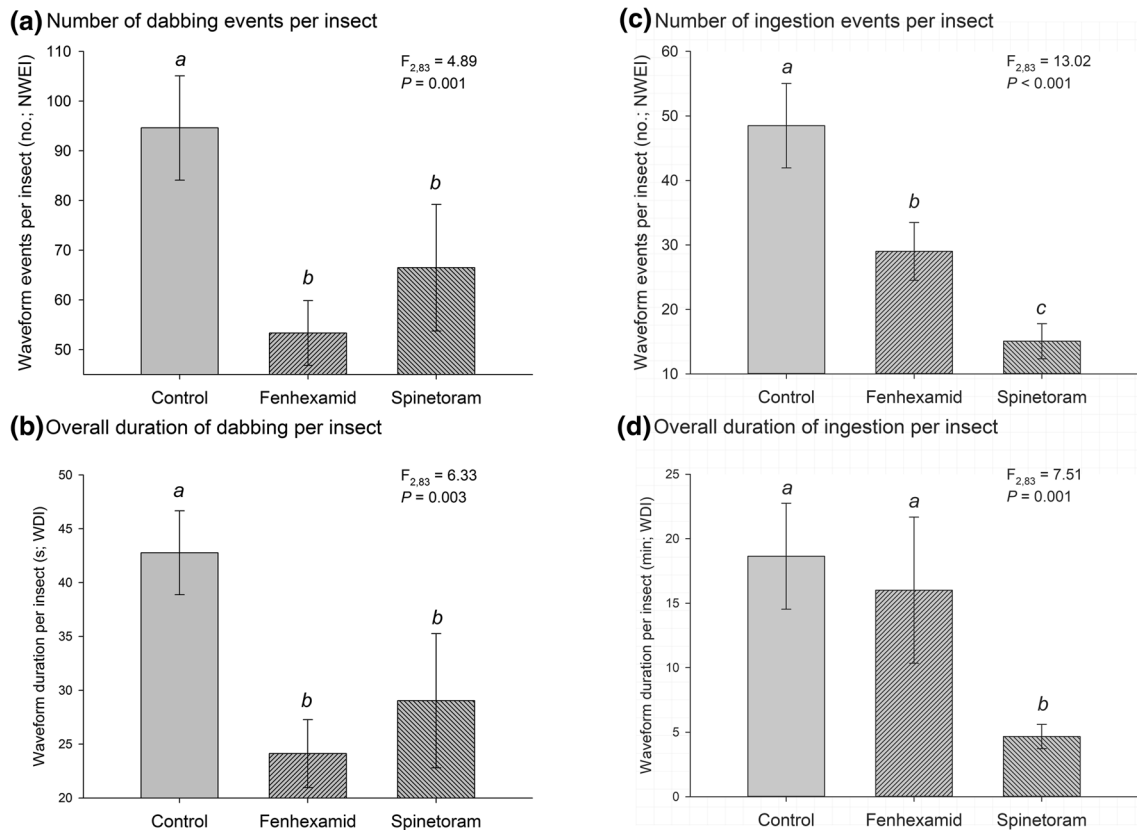 (a) Number of dabbing events per insect
F2,83 = 4.89
P = 0.001
Waveform events per insect (no.; NWEI)
110
100
90
80
70
60
50
a
b
b
Control Fenhexamid Spinetoram
(c) Number of ingestion events per insect
F2,83 = 13.02
P < 0.001
Waveform events per insect (no.; NWEI)
60
50
40
30
20
10
a
b
c
Control Fenhexamid Spinetoram
(b) Overall duration of dabbing per insect
F2,83 = 6.33
P = 0.003
Waveform duration per insect (s; WDI)
50
45
40
35
30
25
20
a
b
b
Control Fenhexamid Spinetoram
(d) Overall duration of ingestion per insect
F2,83 = 7.51
P = 0.001
Waveform duration per insect (min; WDI)
25
20
15
10
5
0
a
a
b
Control Fenhexamid Spinetoram